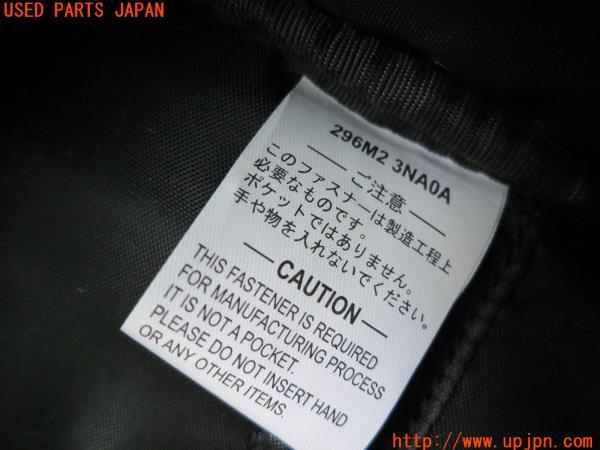 USED PARTS JAPAN
296M2 3NA0A
ご注意
このファスナーは製造工程上
必要なものです。
ポケットではありません。
手や物を入れないでください。
CAUTION
THIS FASTENER IS REQUIRED
FOR MANUFACTURING PROCESS
IT IS NOT A POCKET.
PLEASE DO NOT INSERT HAND
OR ANY OTHER ITEMS.
http://www.upjpn.com/